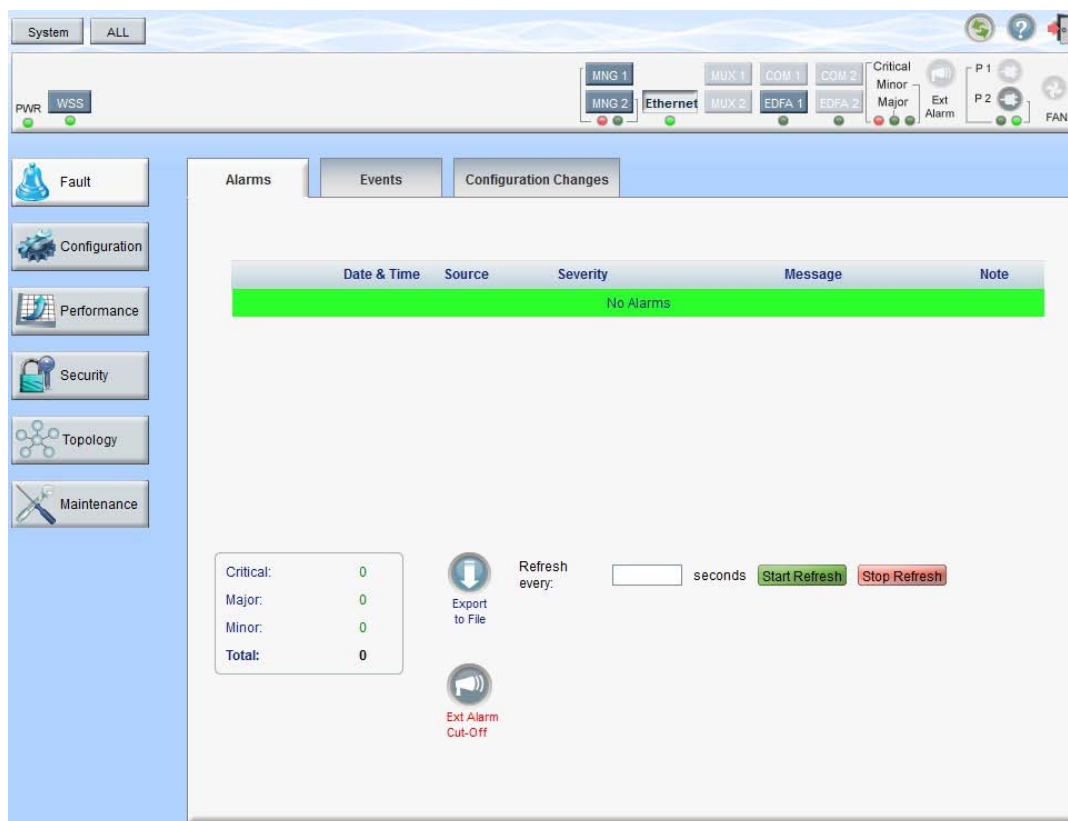 System ALL
Critical P 1
MNG 1 MUX 1 COM 1 COM 2
Minor
PWR WSS MNG 2 Ethernet MUX 2 EDFA 1 EDFA 2 Major Ext P 2
Alarm FAN
Fault
Configuration
Performance
Security
Topology
Maintenance
Alarms Events Configuration Changes
Date & Time Source Severity Message Note
No Alarms
Critical: 0
Major: 0
Minor: 0
Total: 0
Export
to File
Refresh
every: seconds Start Refresh Stop Refresh
Ext Alarm
Cut-Off